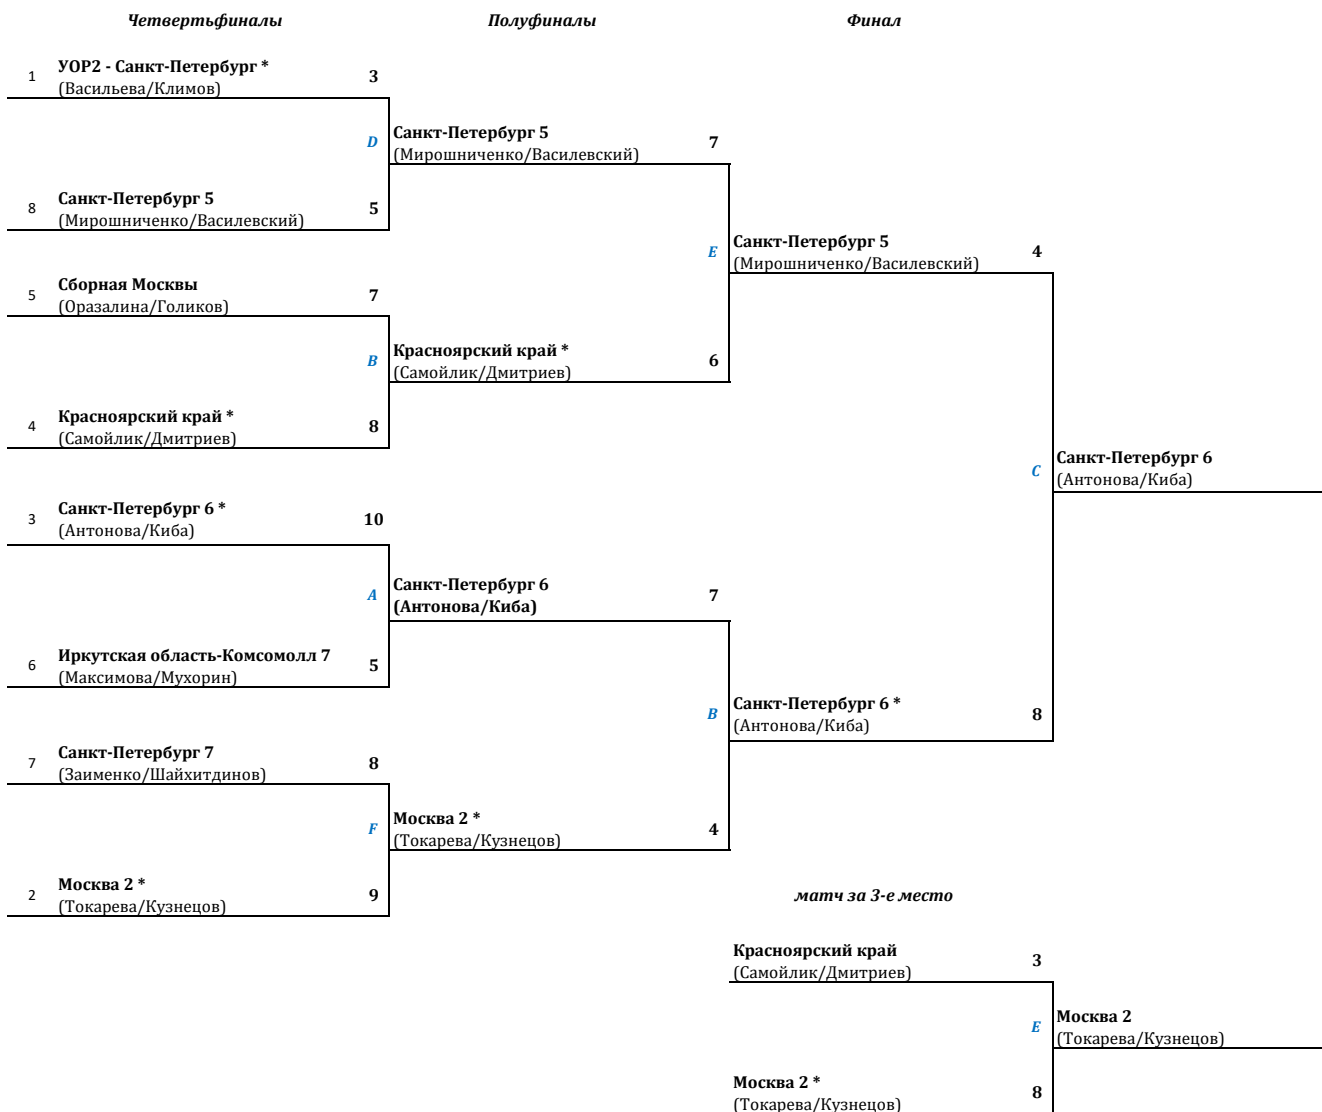 Четвертьфиналы
Полуфиналы
Финал
1
УОР2 - Санкт-Петербург *
(Васильева/Климов)
3
D
Санкт-Петербург 5
(Мирошниченко/Василевский)
7
8
Санкт-Петербург 5
(Мирошниченко/Василевский)
5
E
Санкт-Петербург 5
(Мирошниченко/Василевский)
4
5
Сборная Москвы
(Оразалина/Голиков)
7
B
Красноярский край *
(Самойлик/Дмитриев)
6
4
Красноярский край *
(Самойлик/Дмитриев)
8
C
Санкт-Петербург 6
(Антонова/Киба)
3
Санкт-Петербург 6 *
(Антонова/Киба)
10
A
Санкт-Петербург 6
(Антонова/Киба)
7
6
Иркутская область-Комсомолл 7
(Максимова/Мухорин)
5
B
Санкт-Петербург 6 *
(Антонова/Киба)
8
7
Санкт-Петербург 7
(Заименко/Шайхитдинов)
8
F
Москва 2 *
(Токарева/Кузнецов)
4
2
Москва 2 *
(Токарева/Кузнецов)
9
матч за 3-е место
Красноярский край
(Самойлик/Дмитриев)
3
E
Москва 2
(Токарева/Кузнецов)
Москва 2 *
(Токарева/Кузнецов)
8